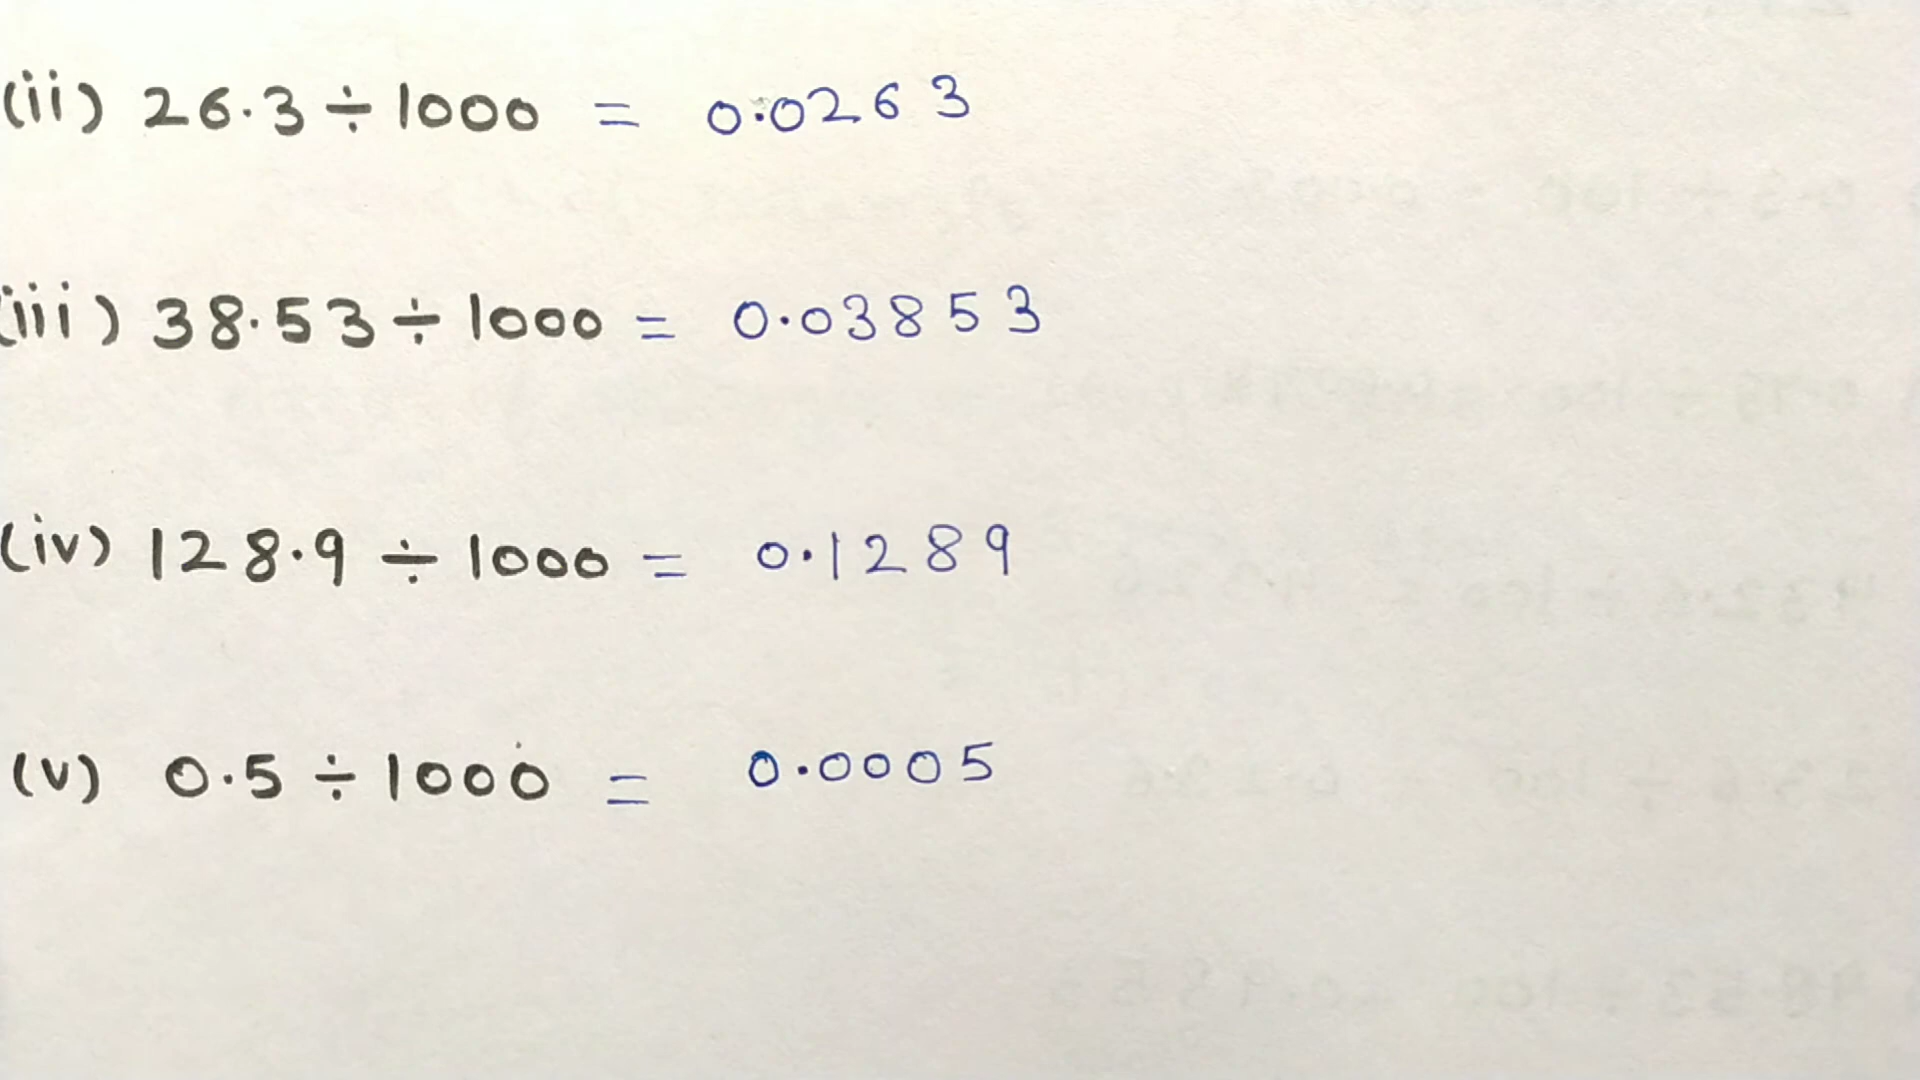 (ii) 26.3 ÷ 1000 = 0.0263
(iii) 38.53 ÷ 1000 = 0.03853
(iv) 128.9 ÷ 1000 = 0.1289
(v) 0.5 ÷ 1000 = 0.0005